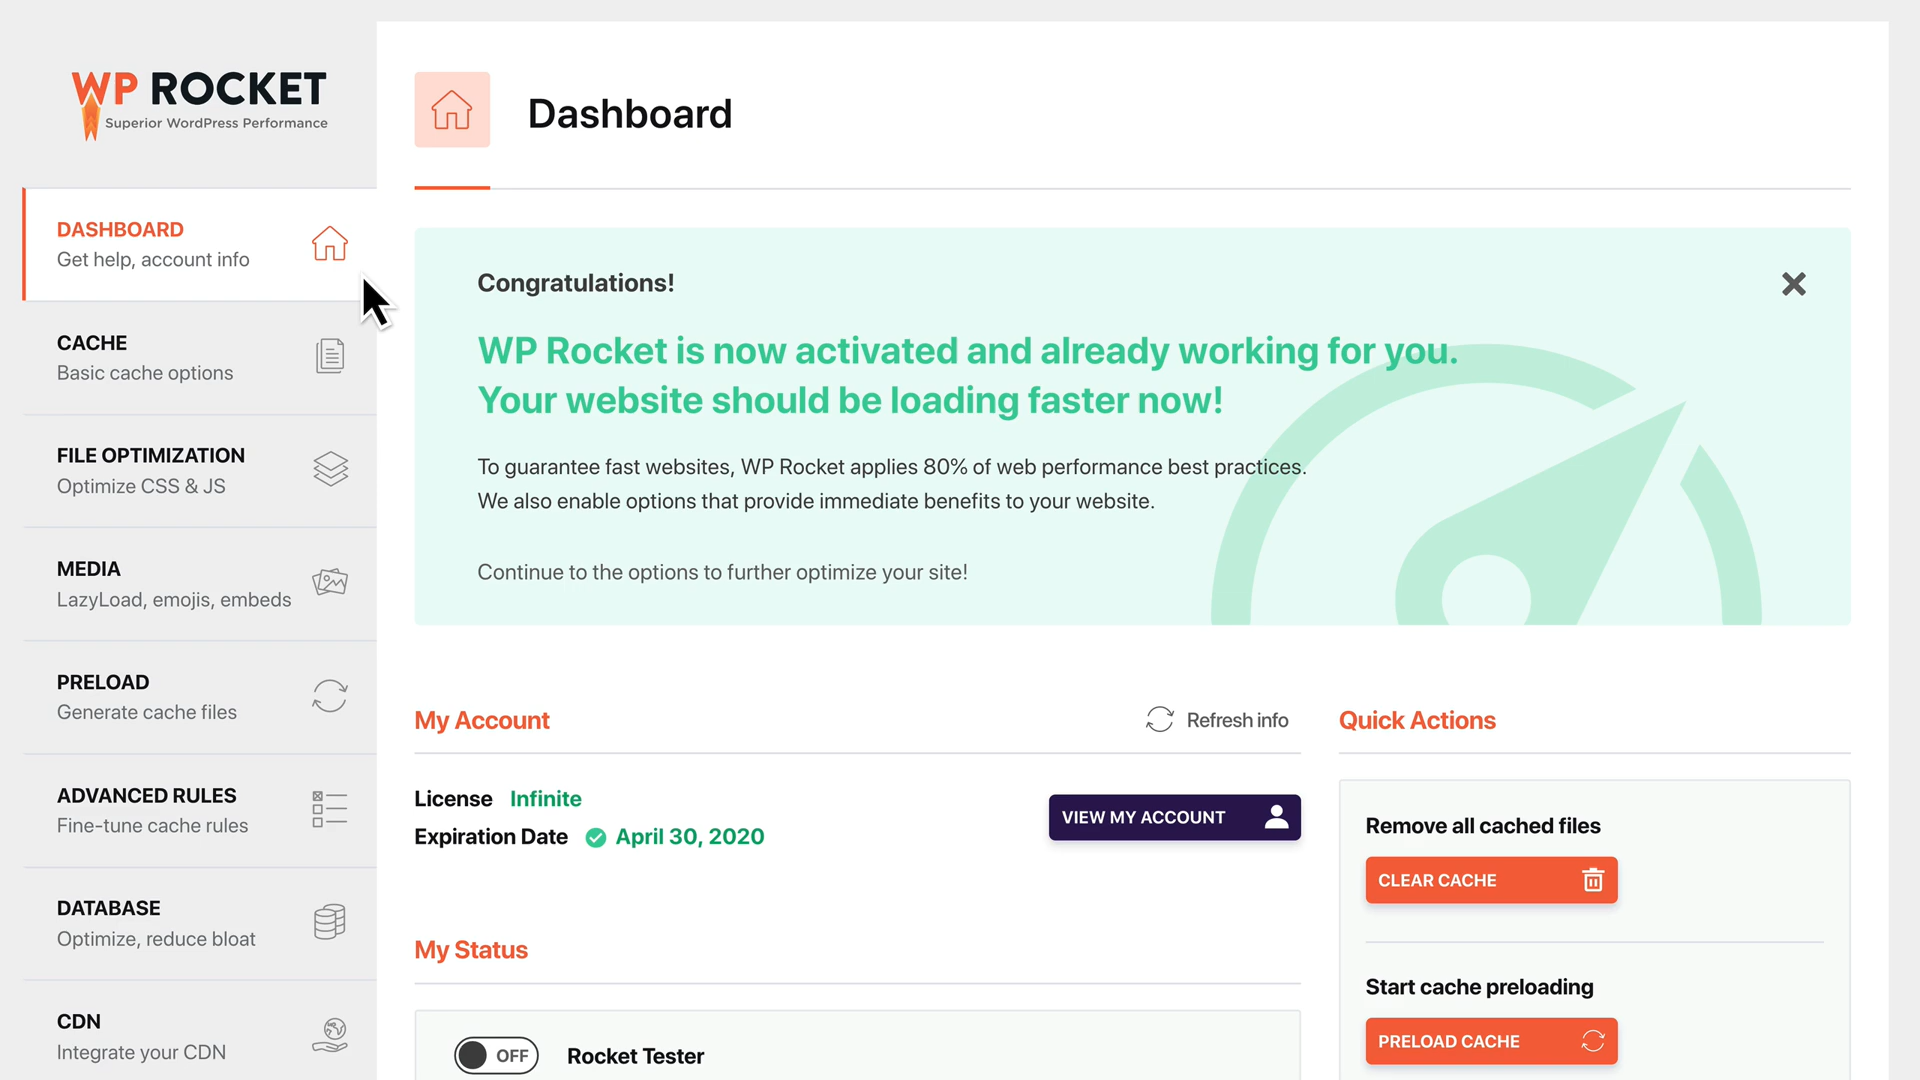 WP ROCKET
Superior WordPress Performance
DASHBOARD
Get help, account info
CACHE
Basic cache options
FILE OPTIMIZATION
Optimize CSS & JS
MEDIA
LazyLoad, emojis, embeds
PRELOAD
Generate cache files
ADVANCED RULES
Fine-tune cache rules
DATABASE
Optimize, reduce bloat
CDN
Integrate your CDN
Dashboard
Congratulations!
WP Rocket is now activated and already working for you.
Your website should be loading faster now!
To guarantee fast websites, WP Rocket applies 80% of web performance best practices.
We also enable options that provide immediate benefits to your website.
Continue to the options to further optimize your site!
My Account
Refresh info
License Infinite
Expiration Date April 30, 2020
VIEW MY ACCOUNT
My Status
OFF Rocket Tester
Quick Actions
Remove all cached files
CLEAR CACHE
Start cache preloading
PRELOAD CACHE